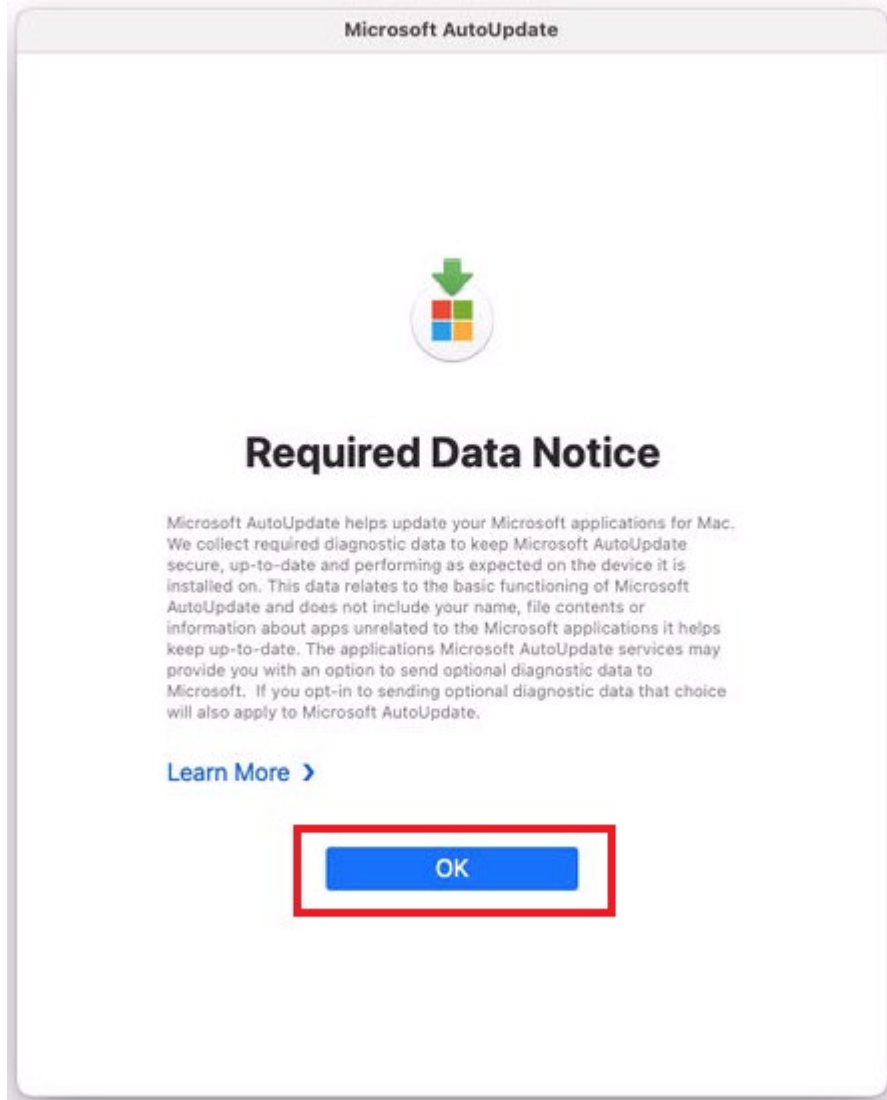 Microsoft AutoUpdate
Required Data Notice
Microsoft AutoUpdate helps update your Microsoft applications for Mac.
We collect required diagnostic data to keep Microsoft AutoUpdate
secure, up-to-date and performing as expected on the device it is
installed on. This data relates to the basic functioning of Microsoft
AutoUpdate and does not include your name, file contents or
information about apps unrelated to the Microsoft applications it helps
keep up-to-date. The applications Microsoft AutoUpdate services may
provide you with an option to send optional diagnostic data to
Microsoft. If you opt-in to sending optional diagnostic data that choice
will also apply to Microsoft AutoUpdate.
Learn More ❯
OK